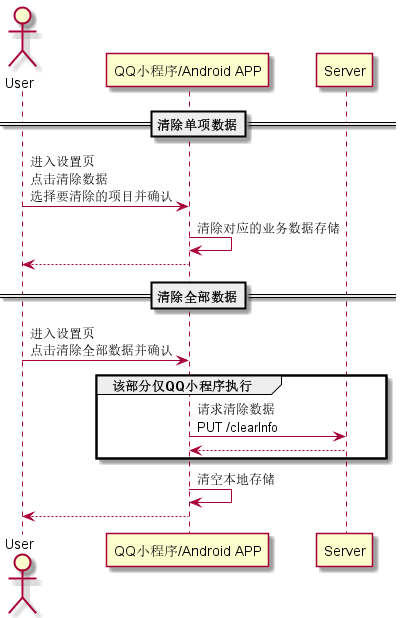 User
QQ小程序/Android APP
Server
清除单项数据
进入设置页
点击清除数据
选择要清除的项目并确认
清除对应的业务数据存储
清除全部数据
进入设置页
点击清除全部数据并确认
该部分仅QQ小程序执行
请求清除数据
PUT /clearInfo
清空本地存储
User
QQ小程序/Android APP
Server